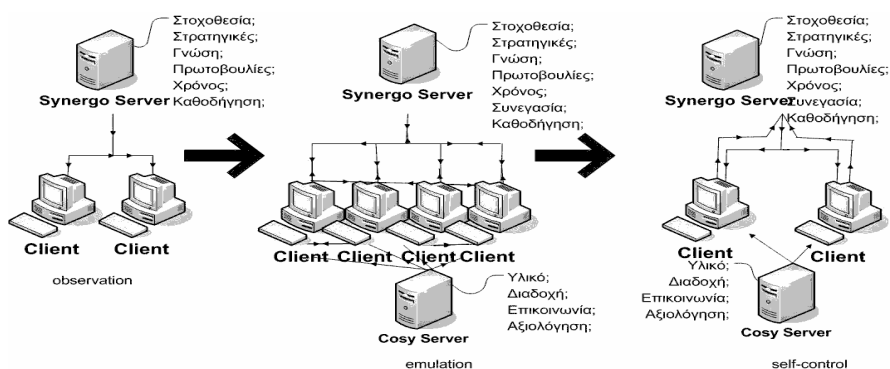 Στοχοθεσία;
Στρατηγικές;
Γνώση;
Πρωτοβουλίες;
Χρόνος;
Καθοδήγηση;
Synergo Server
Client
Client
observation
Στοχοθεσία;
Στρατηγικές;
Γνώση;
Πρωτοβουλίες;
Χρόνος;
Συνεγασία;
Καθοδήγηση;
Synergo Server
Client
Client
Client
Client
Υλικό;
Διαδοχή;
Επικοινωνία;
Αξιολόγηση;
Cosy Server
emulation
Στοχοθεσία;
Στρατηγικές;
Γνώση;
Πρωτοβουλίες;
Χρόνος;
Συνεγασία;
Καθοδήγηση;
Synergo Server
Client
Client
Υλικό;
Διαδοχή;
Επικοινωνία;
Αξιολόγηση;
Cosy Server
self-control